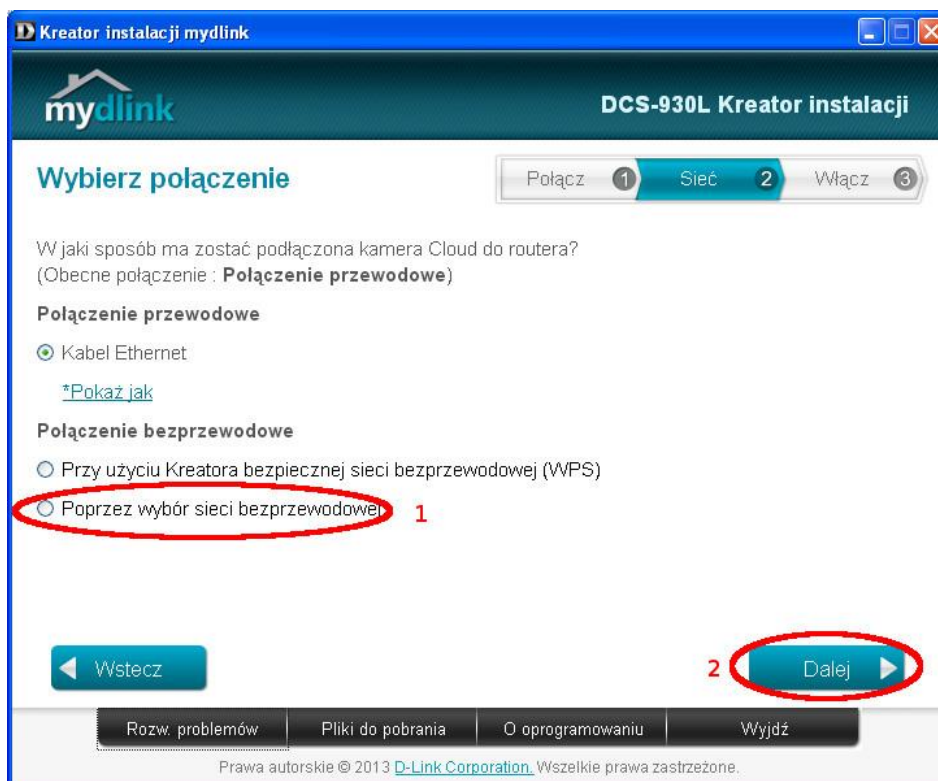 Kreator instalacji mydlink
mydlink
DCS-930L Kreator instalacji
Wybierz połączenie
Połącz 1 Sieć 2 Włącz 3
W jaki sposób ma zostać podłączona kamera Cloud do routera?
(Obecne połączenie : Połączenie przewodowe)
Połączenie przewodowe
Kabel Ethernet
*Pokaż jak
Połączenie bezprzewodowe
Przy użyciu Kreatora bezpiecznej sieci bezprzewodowej (WPS)
Poprzez wybór sieci bezprzewodowej 1
Wstecz 2 Dalej
Rozw. problemów Pliki do pobrania O oprogramowaniu Wyjdź
Prawa autorskie © 2013 D-Link Corporation. Wszelkie prawa zastrzeżone.